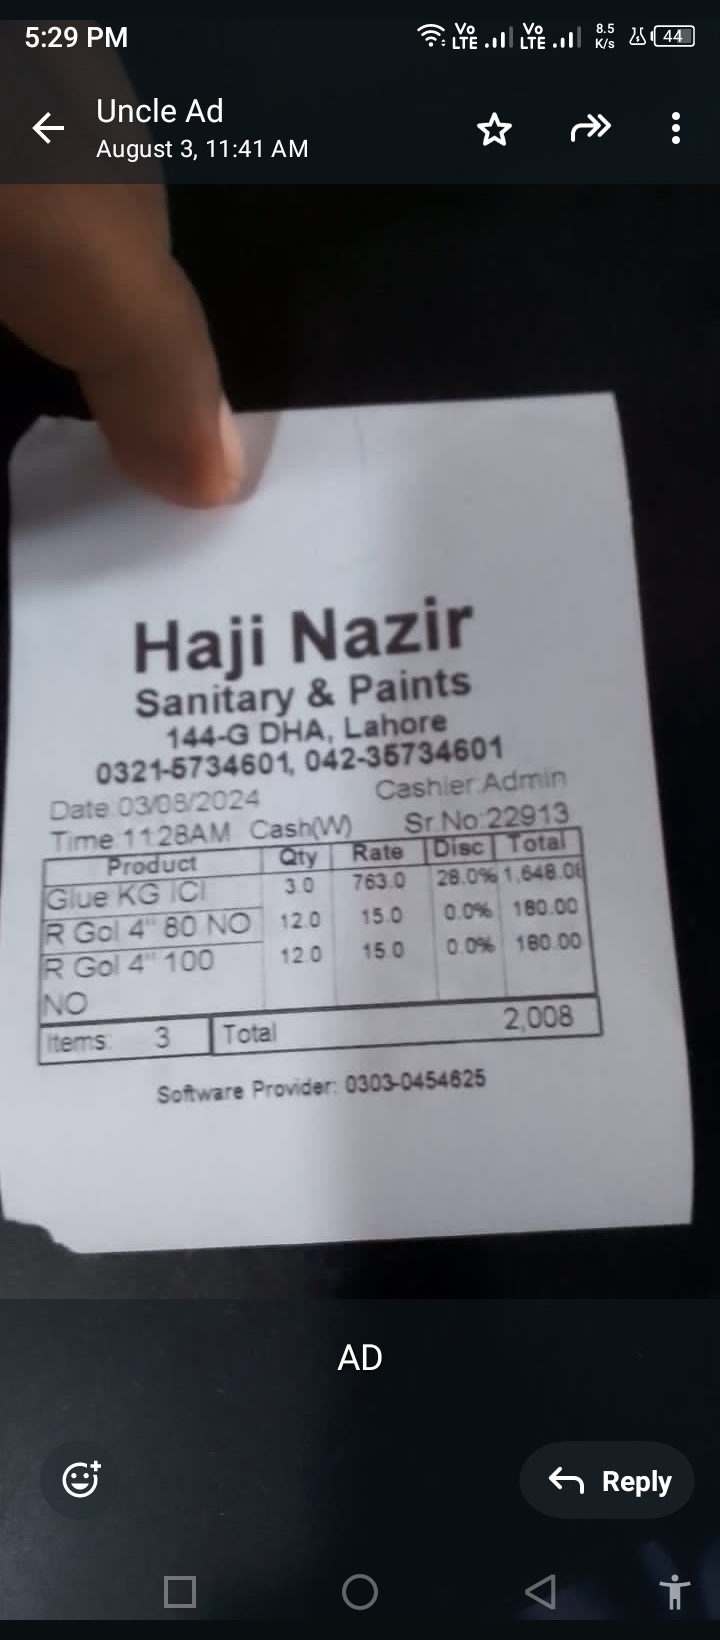 5:29 PM Vo LTE Vo LTE 8.5 K/s 44
Uncle Ad
August 3, 11:41 AM
Haji Nazir
Sanitary & Paints
144-G DHA, Lahore
0321-5734601, 042-35734601
Date:03/08/2024 Cashier:Admin
Time:11:28AM Cash(W) Sr.No:22913
Product Qty Rate Disc Total
Glue KG ICI 3.0 763.0 28.0% 1,648.08
R Gol 4" 80 NO 12.0 15.0 0.0% 180.00
R Gol 4" 100 12.0 15.0 0.0% 180.00
NO
Items: 3 Total 2,008
Software Provider: 0303-0454625
AD
Reply